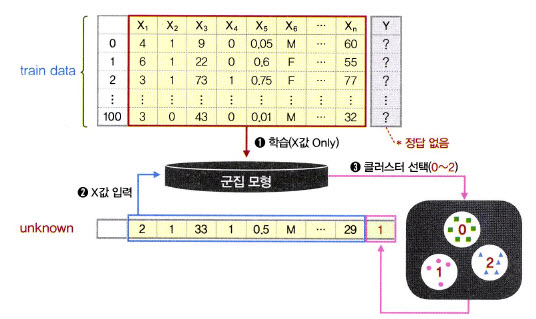 X₁ X₂ X₃ X₄ X₅ X₆ ⋯ Xₙ Y
0 4 1 9 0 0,05 M ⋯ 60 ?
train data
1 6 1 22 0 0,6 F ⋯ 55 ?
2 3 1 73 1 0,75 F ⋯ 77 ?
⋮ ⋮ ⋮ ⋮ ⋮ ⋮ ⋮ ⋮ ⋮
100 3 0 43 0 0,01 M ⋯ 32 ?
* 정답 없음
❶ 학습(X값 Only)
❸ 클러스터 선택(0~2)
군집 모형
❷ X값 입력
unknown 2 1 33 1 0,5 M ⋯ 29 1
0
1 2